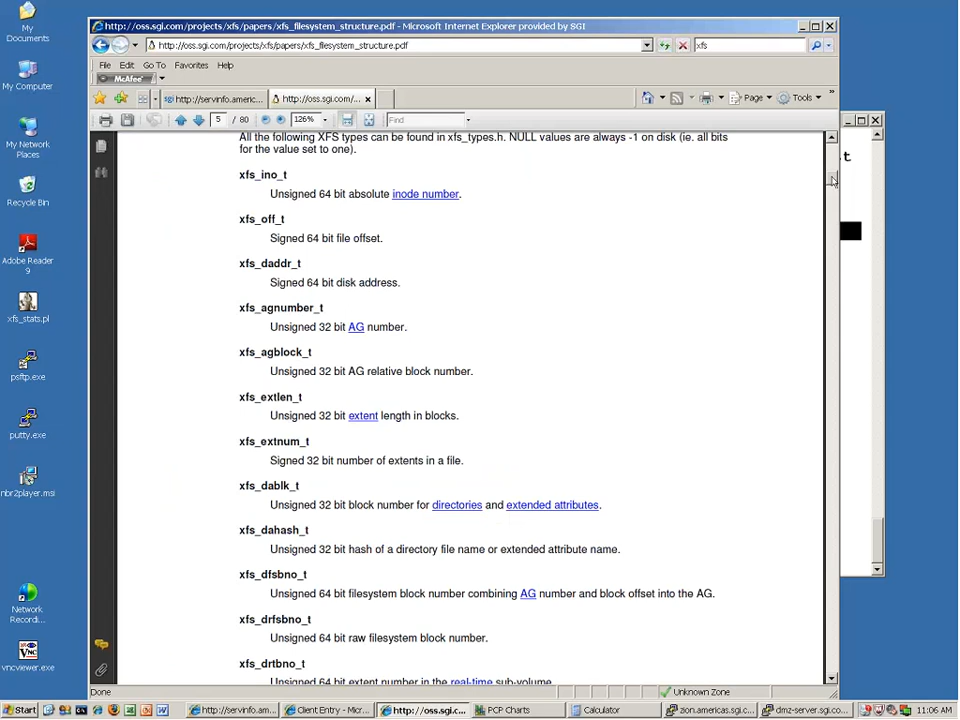 My
Documents
My Computer
My Network
Places
Recycle Bin
Adobe Reader
9
xfs_stats.pl
psftp.exe
putty.exe
nbr2player.msi
Network
Recordi...
vncviewer.exe
http://oss.sgi.com/projects/xfs/papers/xfs_filesystem_structure.pdf - Microsoft Internet Explorer provided by SGI
http://oss.sgi.com/projects/xfs/papers/xfs_filesystem_structure.pdf
xfs
File Edit Go To Favorites Help
McAfee
http://servinfo.americ...
http://oss.sgi.com/...
Page
Tools
5 / 80
126%
Find
All the following XFS types can be found in xfs_types.h. NULL values are always -1 on disk (ie. all bits
for the value set to one).
xfs_ino_t
Unsigned 64 bit absolute inode number.
xfs_off_t
Signed 64 bit file offset.
xfs_daddr_t
Signed 64 bit disk address.
xfs_agnumber_t
Unsigned 32 bit AG number.
xfs_agblock_t
Unsigned 32 bit AG relative block number.
xfs_extlen_t
Unsigned 32 bit extent length in blocks.
xfs_extnum_t
Signed 32 bit number of extents in a file.
xfs_dablk_t
Unsigned 32 bit block number for directories and extended attributes.
xfs_dahash_t
Unsigned 32 bit hash of a directory file name or extended attribute name.
xfs_dfsbno_t
Unsigned 64 bit filesystem block number combining AG number and block offset into the AG.
xfs_drfsbno_t
Unsigned 64 bit raw filesystem block number.
xfs_drtbno_t
Unsigned 64 bit extent number in the real-time sub-volume.
st
Done
Unknown Zone
Start
http://servinfo.am...
Client Entry - Micr...
http://oss.sgi.c...
PCP Charts
Calculator
zion.americas.sgi.c...
dmz-server.sgi.co...
11:06 AM